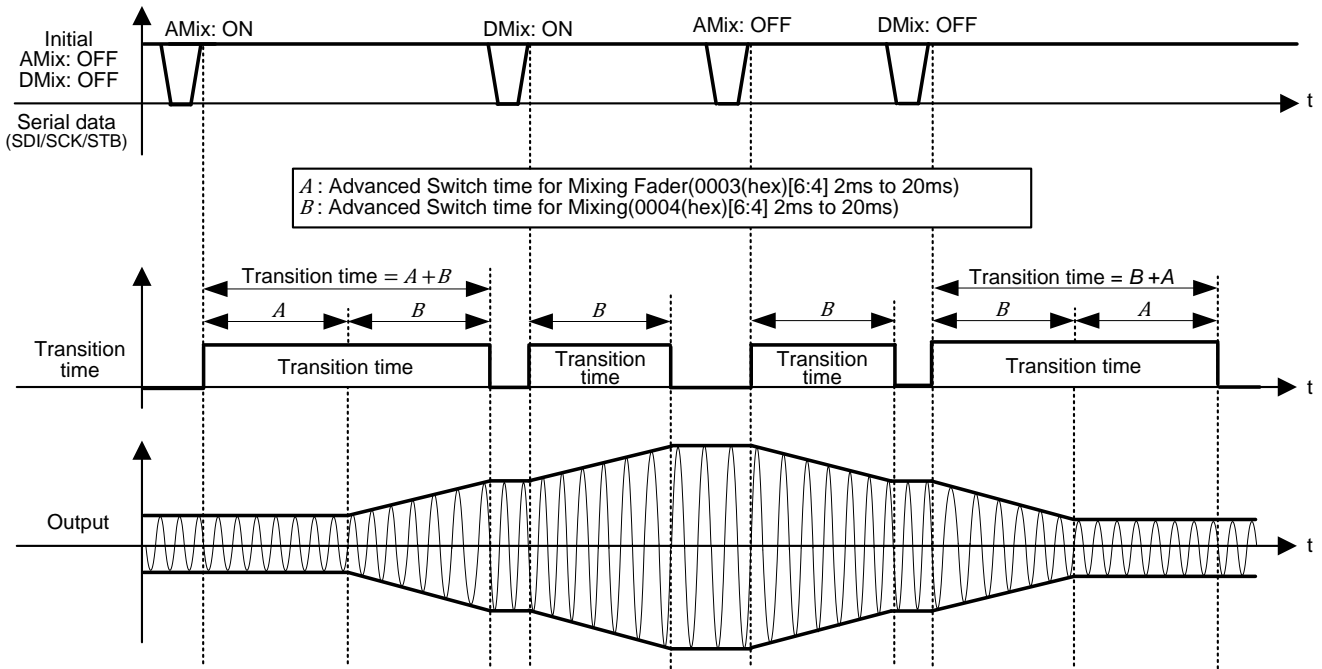 Initial
AMix: OFF
DMix: OFF
AMix: ON
DMix: ON
AMix: OFF
DMix: OFF
t
Serial data
(SDI/SCK/STB)
A : Advanced Switch time for Mixing Fader(0003(hex)[6:4] 2ms to 20ms)
B : Advanced Switch time for Mixing(0004(hex)[6:4] 2ms to 20ms)
Transition time = A+B
Transition time = B +A
A
B
B
B
B
A
Transition
time
Transition time
Transition
time
Transition
time
Transition time
t
Output
t